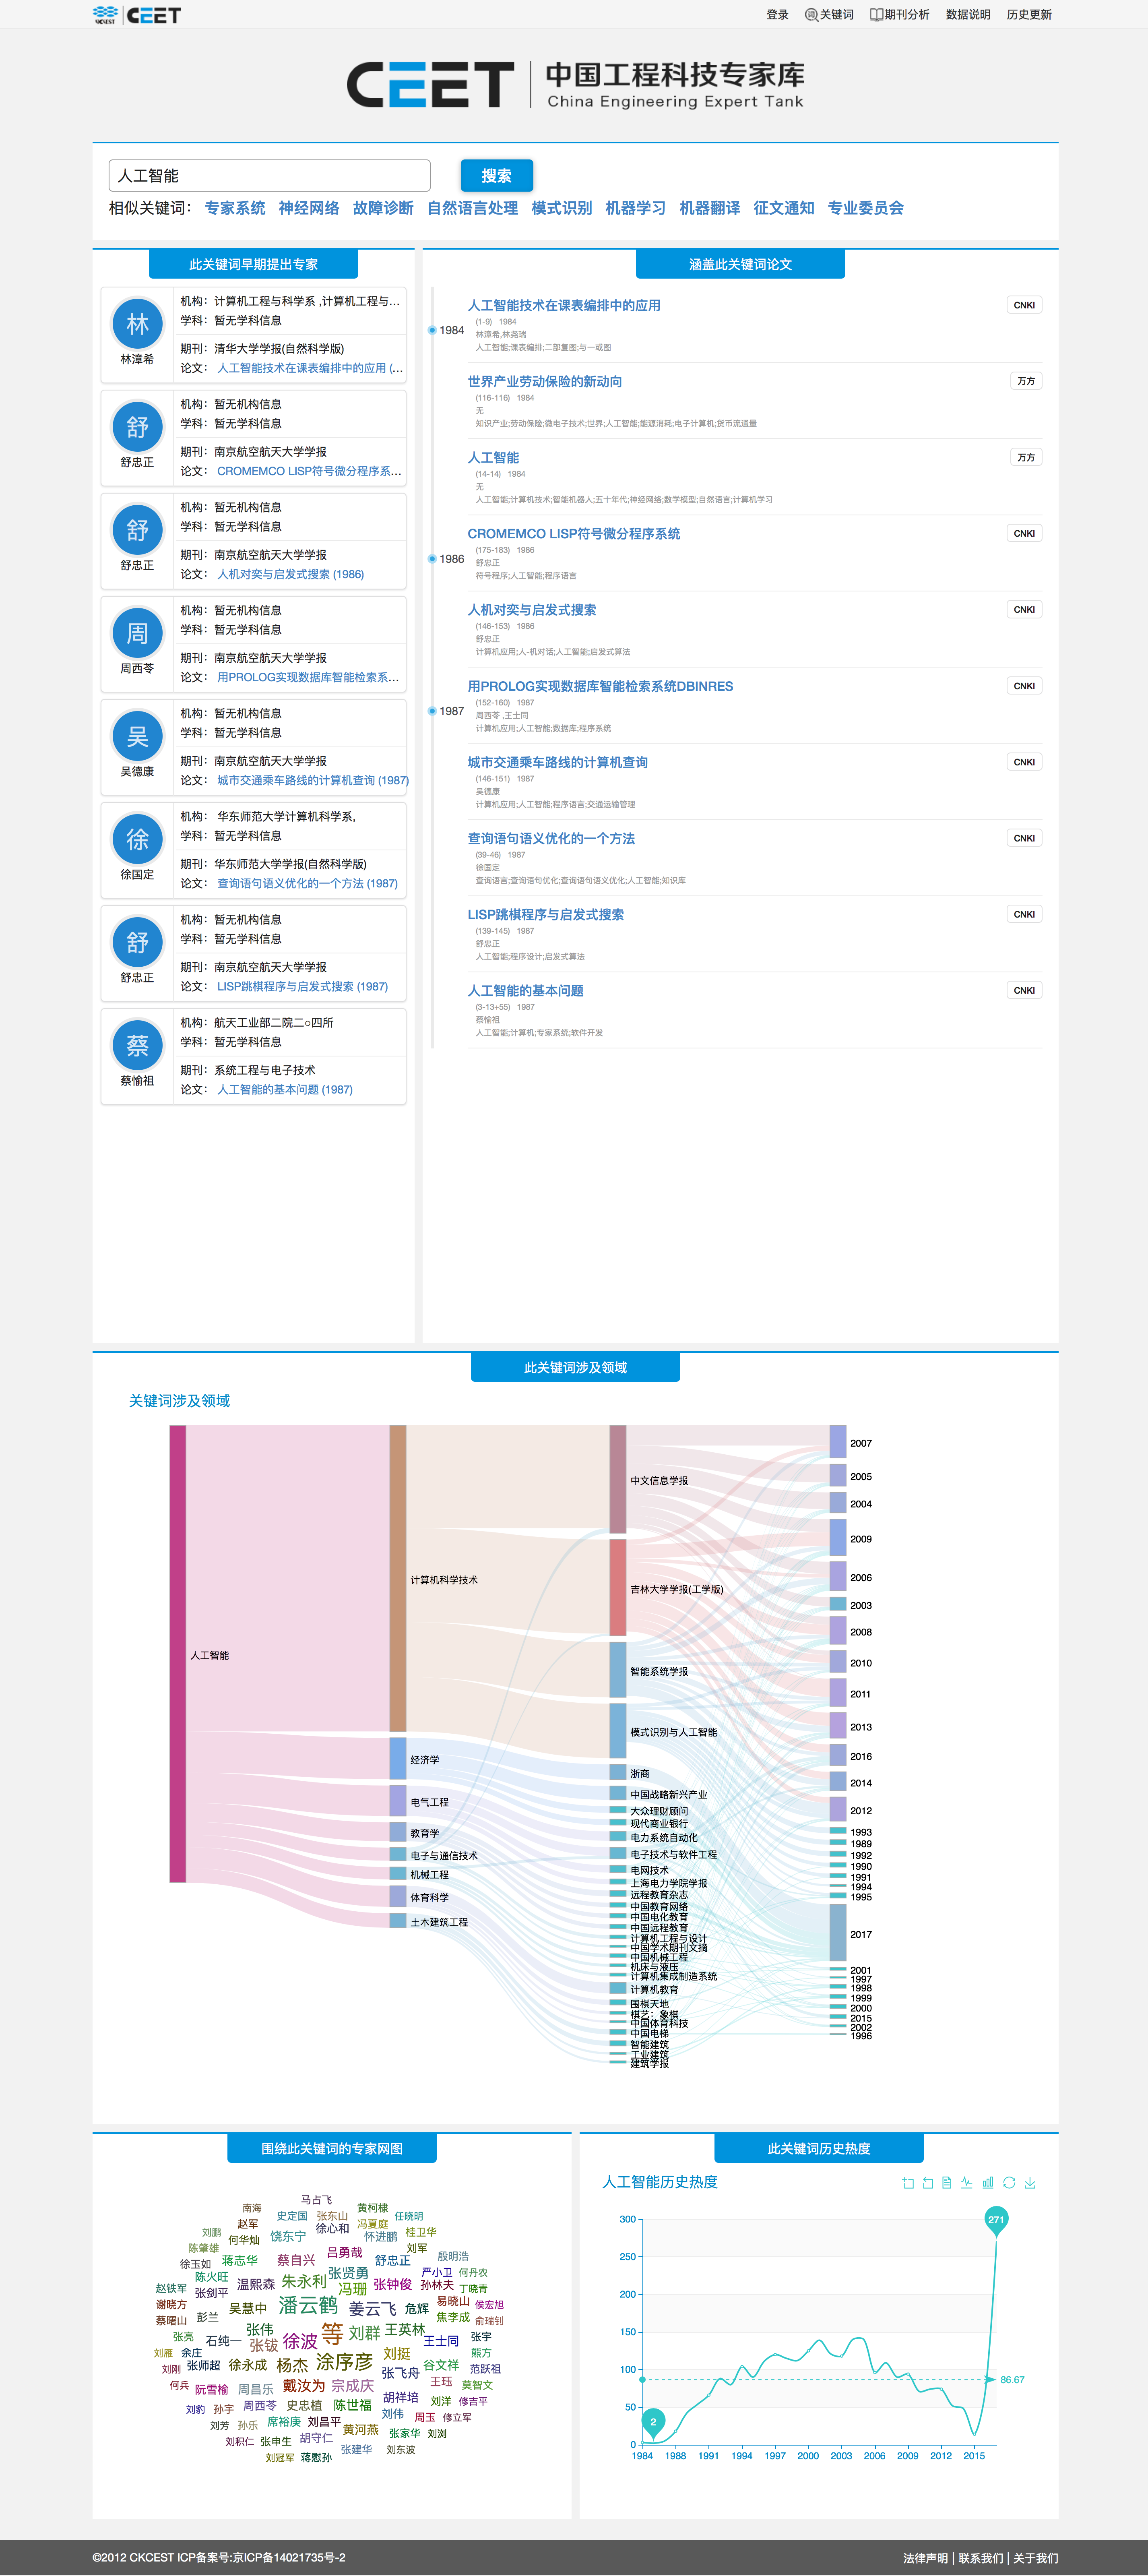 CKCEST CEET
登录 关键词 期刊分析 数据说明 历史更新
CEET 中国工程科技专家库
China Engineering Expert Tank
人工智能 搜索
相似关键词： 专家系统 神经网络 故障诊断 自然语言处理 模式识别 机器学习 机器翻译 征文通知 专业委员会
此关键词早期提出专家
林
林漳希
机构：计算机工程与科学系 ,计算机工程与...
学科：暂无学科信息
期刊：清华大学学报(自然科学版)
论文： 人工智能技术在课表编排中的应用 (...
舒
舒忠正
机构：暂无机构信息
学科：暂无学科信息
期刊：南京航空航天大学学报
论文： CROMEMCO LISP符号微分程序系...
舒
舒忠正
机构：暂无机构信息
学科：暂无学科信息
期刊：南京航空航天大学学报
论文： 人机对奕与启发式搜索 (1986)
周
周西苓
机构：暂无机构信息
学科：暂无学科信息
期刊：南京航空航天大学学报
论文： 用PROLOG实现数据库智能检索系...
吴
吴德康
机构：暂无机构信息
学科：暂无学科信息
期刊：南京航空航天大学学报
论文： 城市交通乘车路线的计算机查询 (1987)
徐
徐国定
机构： 华东师范大学计算机科学系,
学科：暂无学科信息
期刊：华东师范大学学报(自然科学版)
论文： 查询语句语义优化的一个方法 (1987)
舒
舒忠正
机构：暂无机构信息
学科：暂无学科信息
期刊：南京航空航天大学学报
论文： LISP跳棋程序与启发式搜索 (1987)
蔡
蔡愉祖
机构：航天工业部二院二○四所
学科：暂无学科信息
期刊：系统工程与电子技术
论文： 人工智能的基本问题 (1987)
涵盖此关键词论文
1984
人工智能技术在课表编排中的应用 CNKI
(1-9) 1984
林漳希,林尧瑞
人工智能;课表编排;二部复图;与一或图
世界产业劳动保险的新动向 万方
(116-116) 1984
无
知识产业;劳动保险;微电子技术;世界;人工智能;能源消耗;电子计算机;货币流通量
人工智能 万方
(14-14) 1984
无
人工智能;计算机技术;智能机器人;五十年代;神经网络;数学模型;自然语言;计算机学习
1986
CROMEMCO LISP符号微分程序系统 CNKI
(175-183) 1986
舒忠正
符号程序;人工智能;程序语言
人机对奕与启发式搜索 CNKI
(146-153) 1986
舒忠正
计算机应用;人-机对话;人工智能;启发式算法
1987
用PROLOG实现数据库智能检索系统DBINRES CNKI
(152-160) 1987
周西苓 ,王士同
计算机应用;人工智能;数据库;程序系统
城市交通乘车路线的计算机查询 CNKI
(146-151) 1987
吴德康
计算机应用;人工智能;程序语言;交通运输管理
查询语句语义优化的一个方法 CNKI
(39-46) 1987
徐国定
查询语言;查询语句优化;查询语句语义优化;人工智能;知识库
LISP跳棋程序与启发式搜索 CNKI
(139-145) 1987
舒忠正
人工智能;程序设计;启发式算法
人工智能的基本问题 CNKI
(3-13+55) 1987
蔡愉祖
人工智能;计算机;专家系统;软件开发
此关键词涉及领域
关键词涉及领域
人工智能
计算机科学技术
经济学
电气工程
教育学
电子与通信技术
机械工程
体育科学
土木建筑工程
中文信息学报
吉林大学学报(工学版)
智能系统学报
模式识别与人工智能
浙商
中国战略新兴产业
大众理财顾问
现代商业银行
电力系统自动化
电子技术与软件工程
电网技术
上海电力学院学报
远程教育杂志
中国教育网络
中国电化教育
中国远程教育
计算机工程与设计
中国学术期刊文摘
中国机械工程
机床与液压
计算机集成制造系统
计算机教育
围棋天地
棋艺：象棋
中国体育科技
中国电梯
智能建筑
工业建筑
建筑学报
2007
2005
2004
2009
2006
2003
2008
2010
2011
2013
2016
2014
2012
1993
1989
1992
1990
1991
1994
1995
2017
2001
1997
1998
1999
2000
2015
2002
1996
围绕此关键词的专家网图
马占飞
南海 史定国 张东山 黄柯棣 任晓明
赵军 徐心和 冯夏庭
刘鹏 何华灿 饶东宁 怀进鹏 桂卫华
陈肇雄 吕勇哉 刘军
徐玉如 蒋志华 蔡自兴 舒忠正 殷明浩
陈火旺 张贤勇 严小卫 何丹农
赵铁军 张剑平 温熙森 朱永利 冯珊 张钟俊 孙林夫 丁晓青
谢晓方 吴慧中 潘云鹤 姜云飞 危辉 易晓山 侯宏旭
蔡曙山 彭兰 焦李成 俞瑞钊
张亮 石纯一 张伟 张钹 徐波 等 刘群 王英林 王士同 张宇
刘雁 余庄 刘挺 熊方
刘刚 张师超 徐永成 杨杰 涂序彦 张飞舟 谷文祥 范跃祖
何兵 阮雪榆 周昌乐 戴汝为 宗成庆 王珏 莫智文
刘豹 孙宇 周西苓 史忠植 陈世福 胡祥培 刘洋 修吉平
刘芳 孙乐 席裕庚 刘昌平 刘伟 周玉 修立军
刘积仁 张申生 胡守仁 黄河燕 张家华 刘浏
刘冠军 蒋慰孙 张建华 刘东波
此关键词历史热度
人工智能历史热度
300
250
200
150
100
50
0
271
2
86.67
1984 1988 1991 1994 1997 2000 2003 2006 2009 2012 2015
©2012 CKCEST ICP备案号:京ICP备14021735号-2 法律声明 | 联系我们 | 关于我们